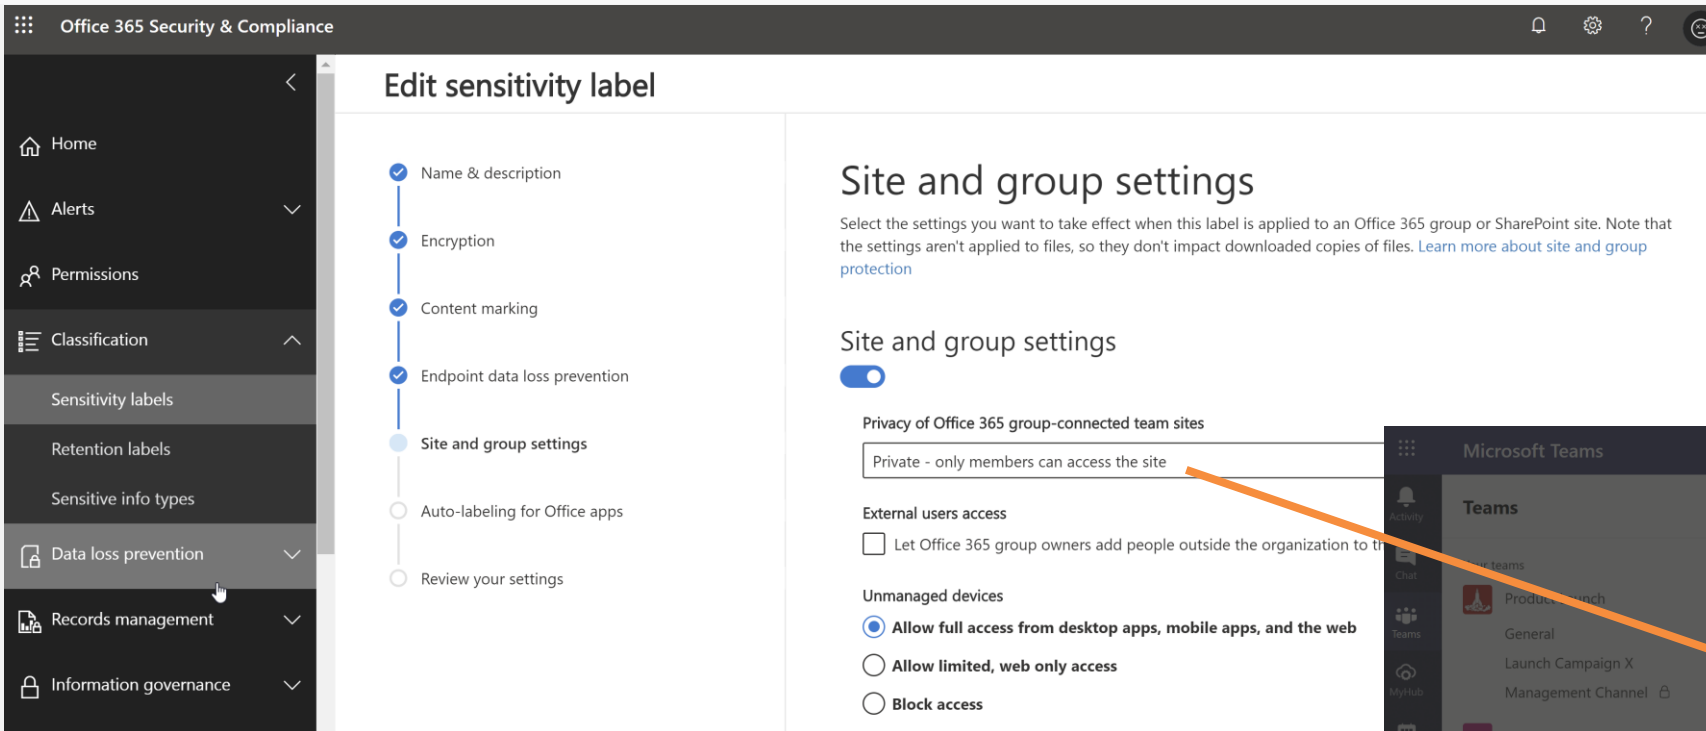 Office 365 Security & Compliance
?
Home
Alerts
Permissions
Classification
Sensitivity labels
Retention labels
Sensitive info types
Data loss prevention
Records management
Information governance
Edit sensitivity label
Name & description
Encryption
Content marking
Endpoint data loss prevention
Site and group settings
Auto-labeling for Office apps
Review your settings
Site and group settings
Select the settings you want to take effect when this label is applied to an Office 365 group or SharePoint site. Note that
the settings aren't applied to files, so they don't impact downloaded copies of files. Learn more about site and group
protection
Site and group settings
Privacy of Office 365 group-connected team sites
Private - only members can access the site
External users access
Let Office 365 group owners add people outside the organization to
Unmanaged devices
Allow full access from desktop apps, mobile apps, and the web
Allow limited, web only access
Block access
Microsoft Teams
Activity
Chat
Teams
MyHub
Teams
teams
Product
General
Launch Campaign X
Management Channel